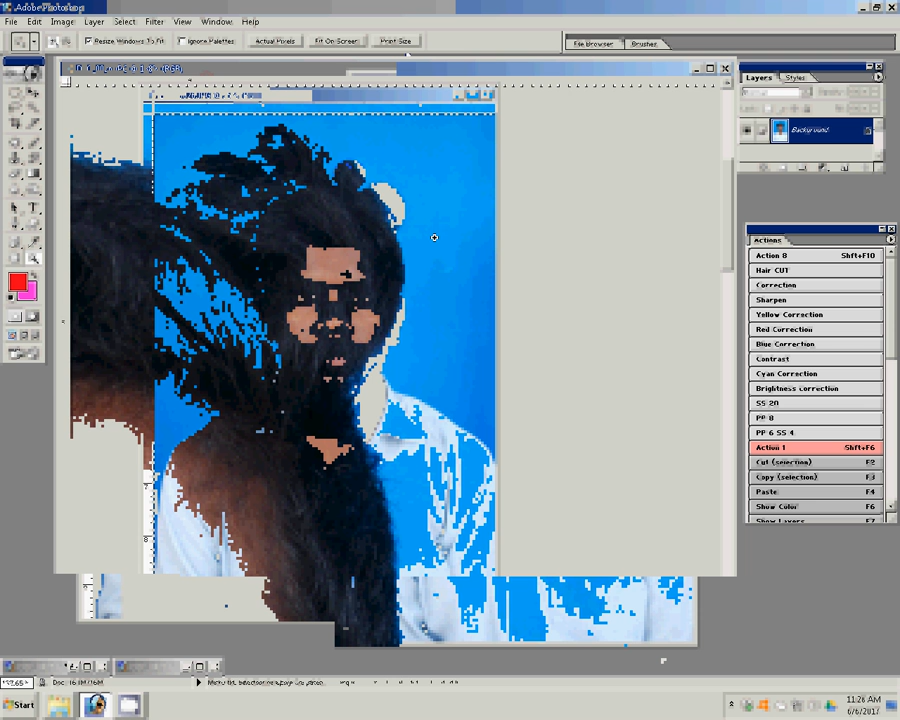 Adobe Photoshop
File Edit Image Layer Select Filter View Window Help
Resize Windows To Fit Ignore Palettes Actual Pixels Fit On Screen Print Size
File Browser Brushes
Layers Styles
Background
Actions
Action 8 Shft+F10
Hair CUT
Correction
Sharpen
Yellow Correction
Red Correction
Blue Correction
Contrast
Cyan Correction
Brightness correction
SS 20
PP 8
PP 6 SS 4
Action 1 Shft+F6
Cut (selection) F2
Copy (selection) F3
Paste F4
Show Color F6
Show Layers F7
Start
11:26 AM
6/6/2017